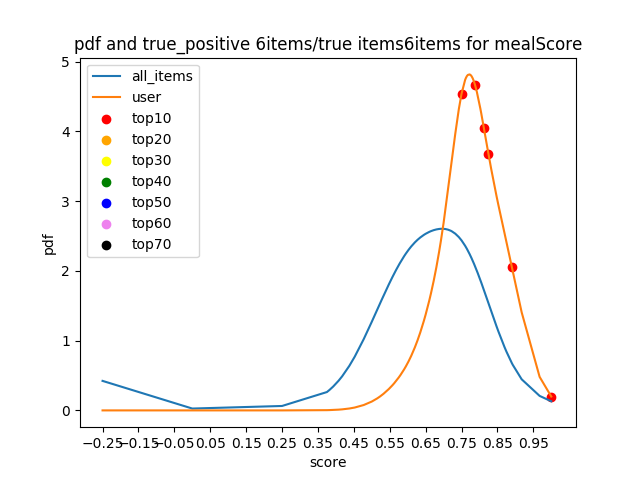 pdf and true_positive 6items/true items6items for mealScore
all_items
user
top10
top20
top30
top40
top50
top60
top70
pdf
5
4
3
2
1
0
−0.25 −0.15 −0.05 0.05 0.15 0.25 0.35 0.45 0.55 0.65 0.75 0.85 0.95
score